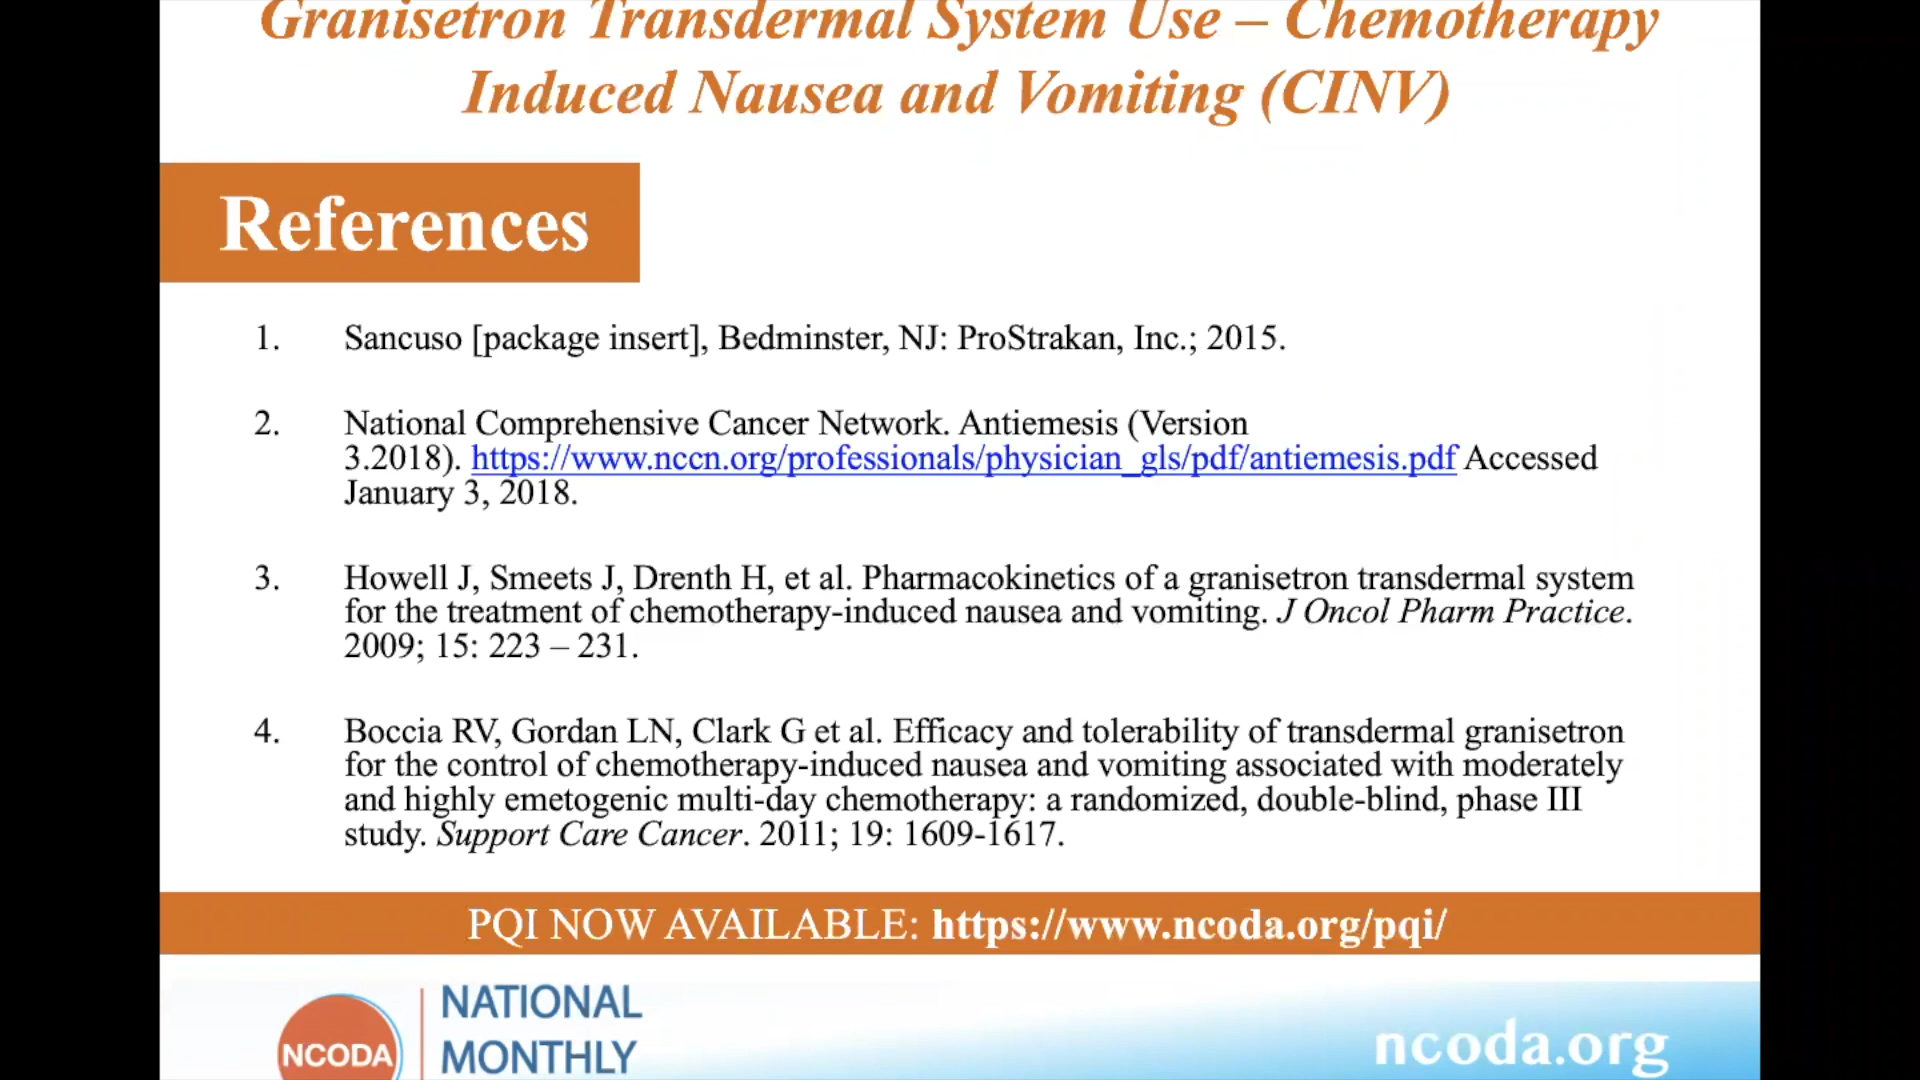 Granisetron Transdermal System Use – Chemotherapy
Induced Nausea and Vomiting (CINV)
References
1. Sancuso [package insert], Bedminster, NJ: ProStrakan, Inc.; 2015.
2. National Comprehensive Cancer Network. Antiemesis (Version
3.2018). https://www.nccn.org/professionals/physician_gls/pdf/antiemesis.pdf Accessed
January 3, 2018.
3. Howell J, Smeets J, Drenth H, et al. Pharmacokinetics of a granisetron transdermal system
for the treatment of chemotherapy-induced nausea and vomiting. J Oncol Pharm Practice.
2009; 15: 223 – 231.
4. Boccia RV, Gordan LN, Clark G et al. Efficacy and tolerability of transdermal granisetron
for the control of chemotherapy-induced nausea and vomiting associated with moderately
and highly emetogenic multi-day chemotherapy: a randomized, double-blind, phase III
study. Support Care Cancer. 2011; 19: 1609-1617.
PQI NOW AVAILABLE: https://www.ncoda.org/pqi/
NCODA
NATIONAL
MONTHLY
ncoda.org